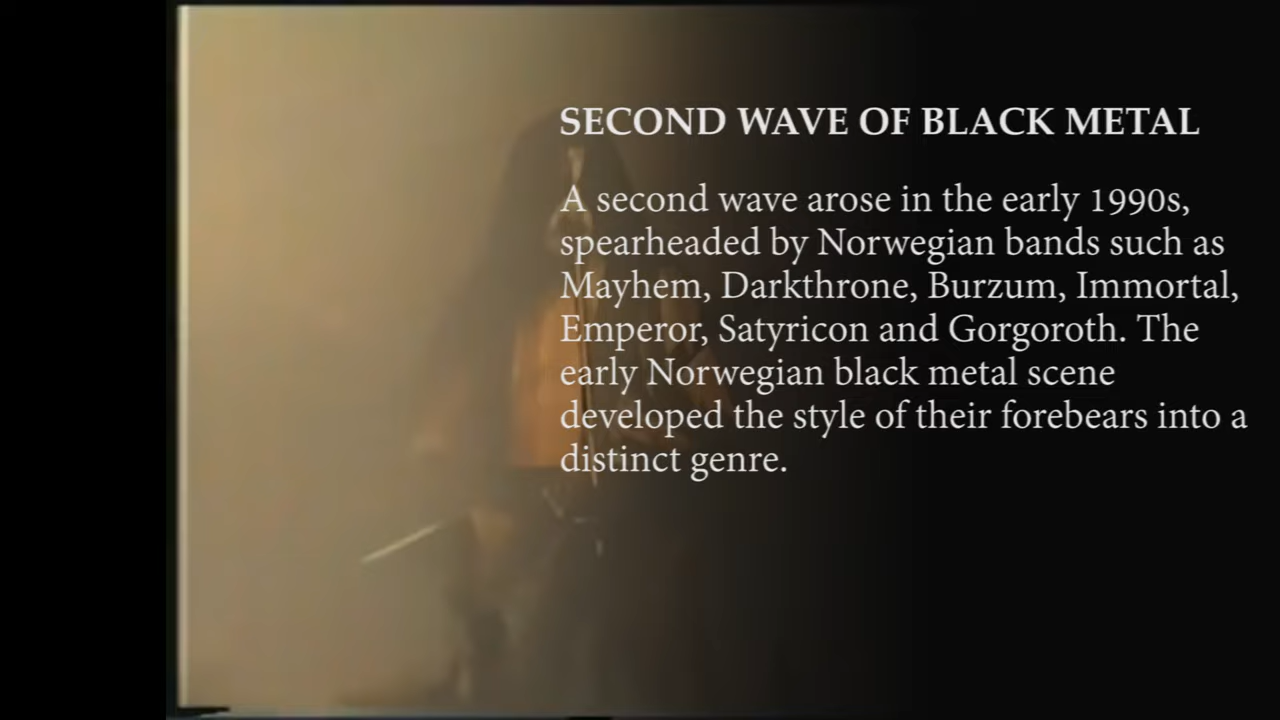 SECOND WAVE OF BLACK METAL
A second wave arose in the early 1990s,
spearheaded by Norwegian bands such as
Mayhem, Darkthrone, Burzum, Immortal,
Emperor, Satyricon and Gorgoroth. The
early Norwegian black metal scene
developed the style of their forebears into a
distinct genre.